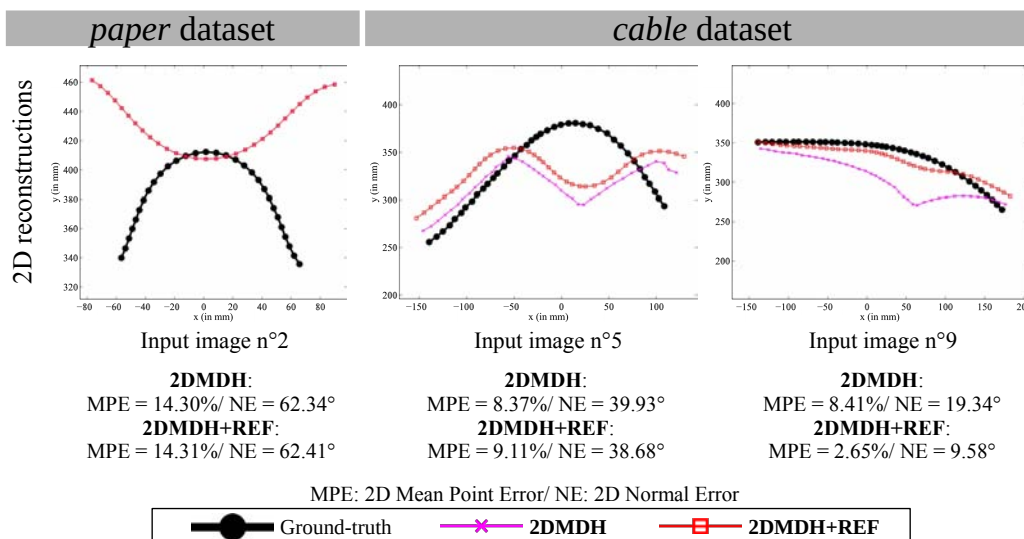 paper dataset
cable dataset
2D reconstructions
y (in mm)
460
440
420
400
380
360
340
320
−80
−60
−40
−20
0
20
40
60
80
x (in mm)
y (in mm)
400
350
300
250
200
−150
−100
−50
0
50
100
x (in mm)
y (in mm)
350
300
250
200
−150
−100
−50
0
50
100
150
200
x (in mm)
Input image n°2
Input image n°5
Input image n°9
2DMDH:
MPE = 14.30%/ NE = 62.34°
2DMDH+REF:
MPE = 14.31%/ NE = 62.41°
2DMDH:
MPE = 8.37%/ NE = 39.93°
2DMDH+REF:
MPE = 9.11%/ NE = 38.68°
2DMDH:
MPE = 8.41%/ NE = 19.34°
2DMDH+REF:
MPE = 2.65%/ NE = 9.58°
MPE: 2D Mean Point Error/ NE: 2D Normal Error
Ground-truth
2DMDH
2DMDH+REF